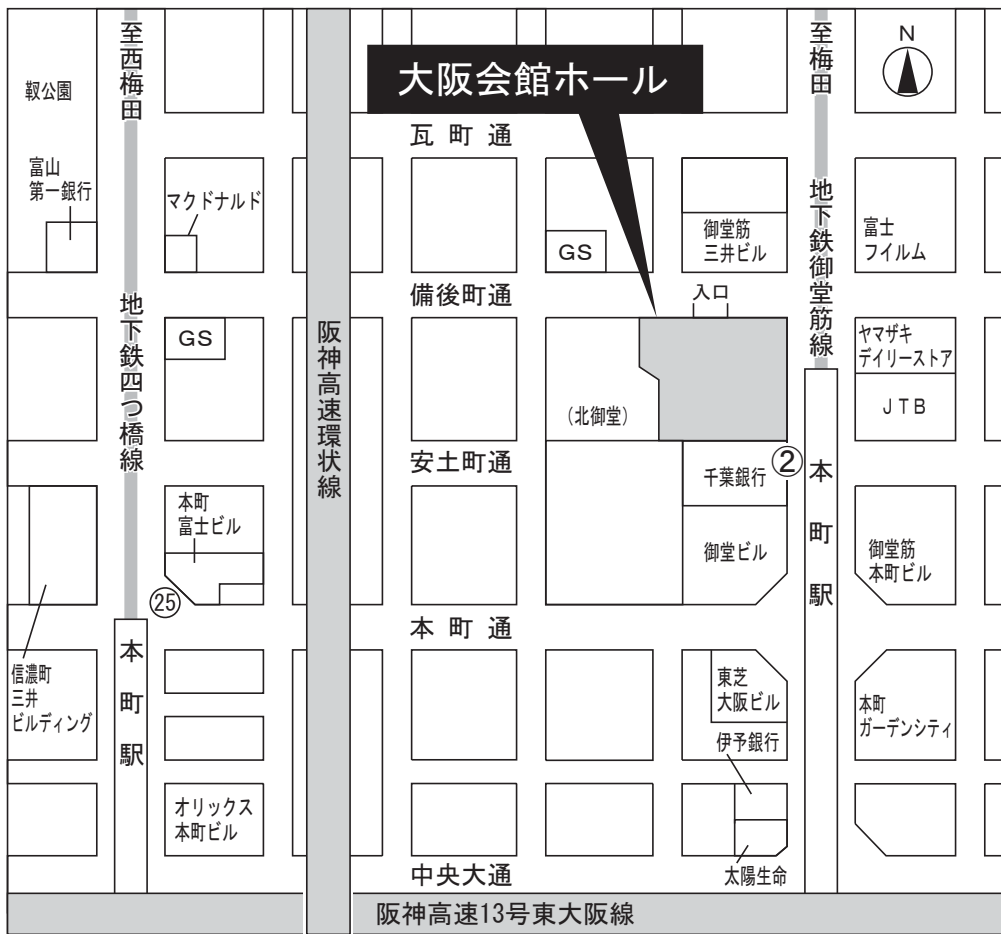 至西梅田
靱公園
富山
第一銀行
マクドナルド
大阪会館ホール
至梅田
N
瓦町通
御堂筋
三井ビル
地下鉄御堂筋線
富士
フイルム
GS
備後町通
入口
地下鉄四つ橋線
GS
阪神高速環状線
(北御堂)
ヤマザキ
デイリーストア
JTB
安土町通
千葉銀行
②
本町駅
本町
富士ビル
御堂ビル
御堂筋
本町ビル
㉕
本町通
信濃町
三井
ビルディング
本町駅
東芝
大阪ビル
本町
ガーデンシティ
伊予銀行
オリックス
本町ビル
中央大通
太陽生命
阪神高速13号東大阪線